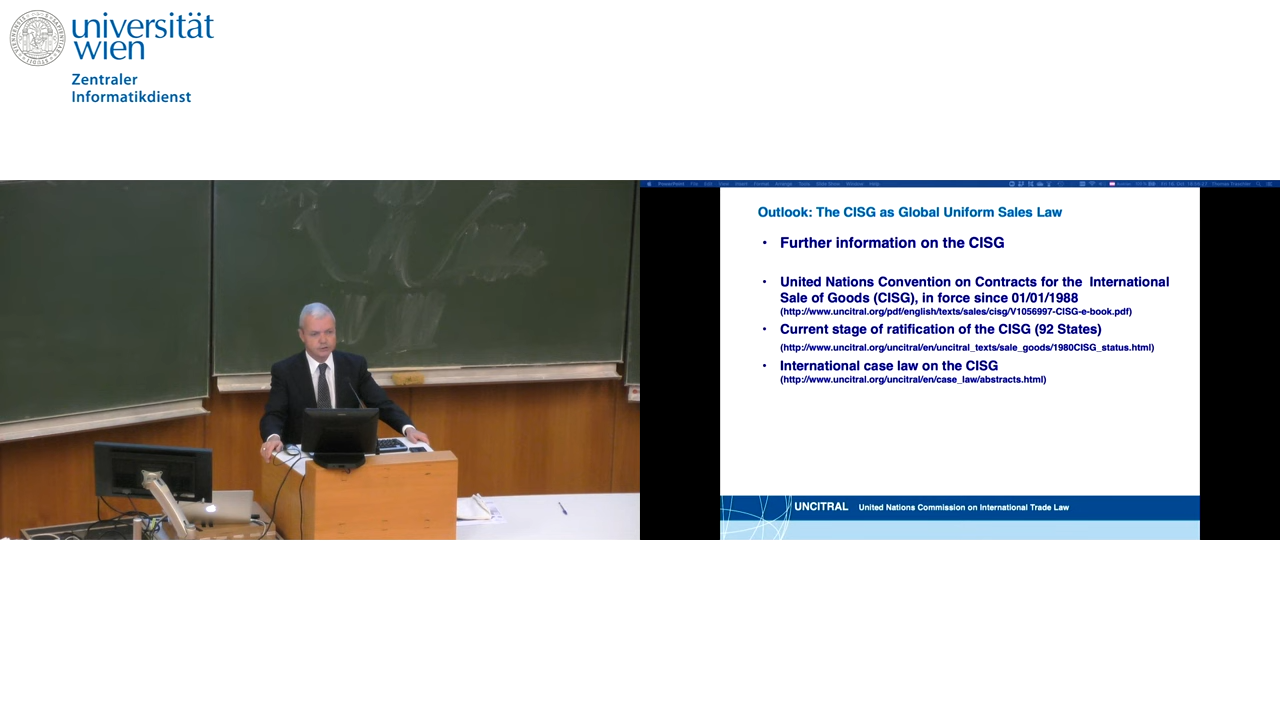 universität
wien
Zentraler
Informatikdienst
Outlook: The CISG as Global Uniform Sales Law
• Further information on the CISG
• United Nations Convention on Contracts for the International
Sale of Goods (CISG), in force since 01/01/1988
(http://www.uncitral.org/pdf/english/texts/sales/cisg/V1056997-CISG-e-book.pdf)
• Current stage of ratification of the CISG (92 States)
(http://www.uncitral.org/uncitral/en/uncitral_texts/sale_goods/1980CISG_status.html)
• International case law on the CISG
(http://www.uncitral.org/uncitral/en/case_law/abstracts.html)
UNCITRAL United Nations Commission on International Trade Law